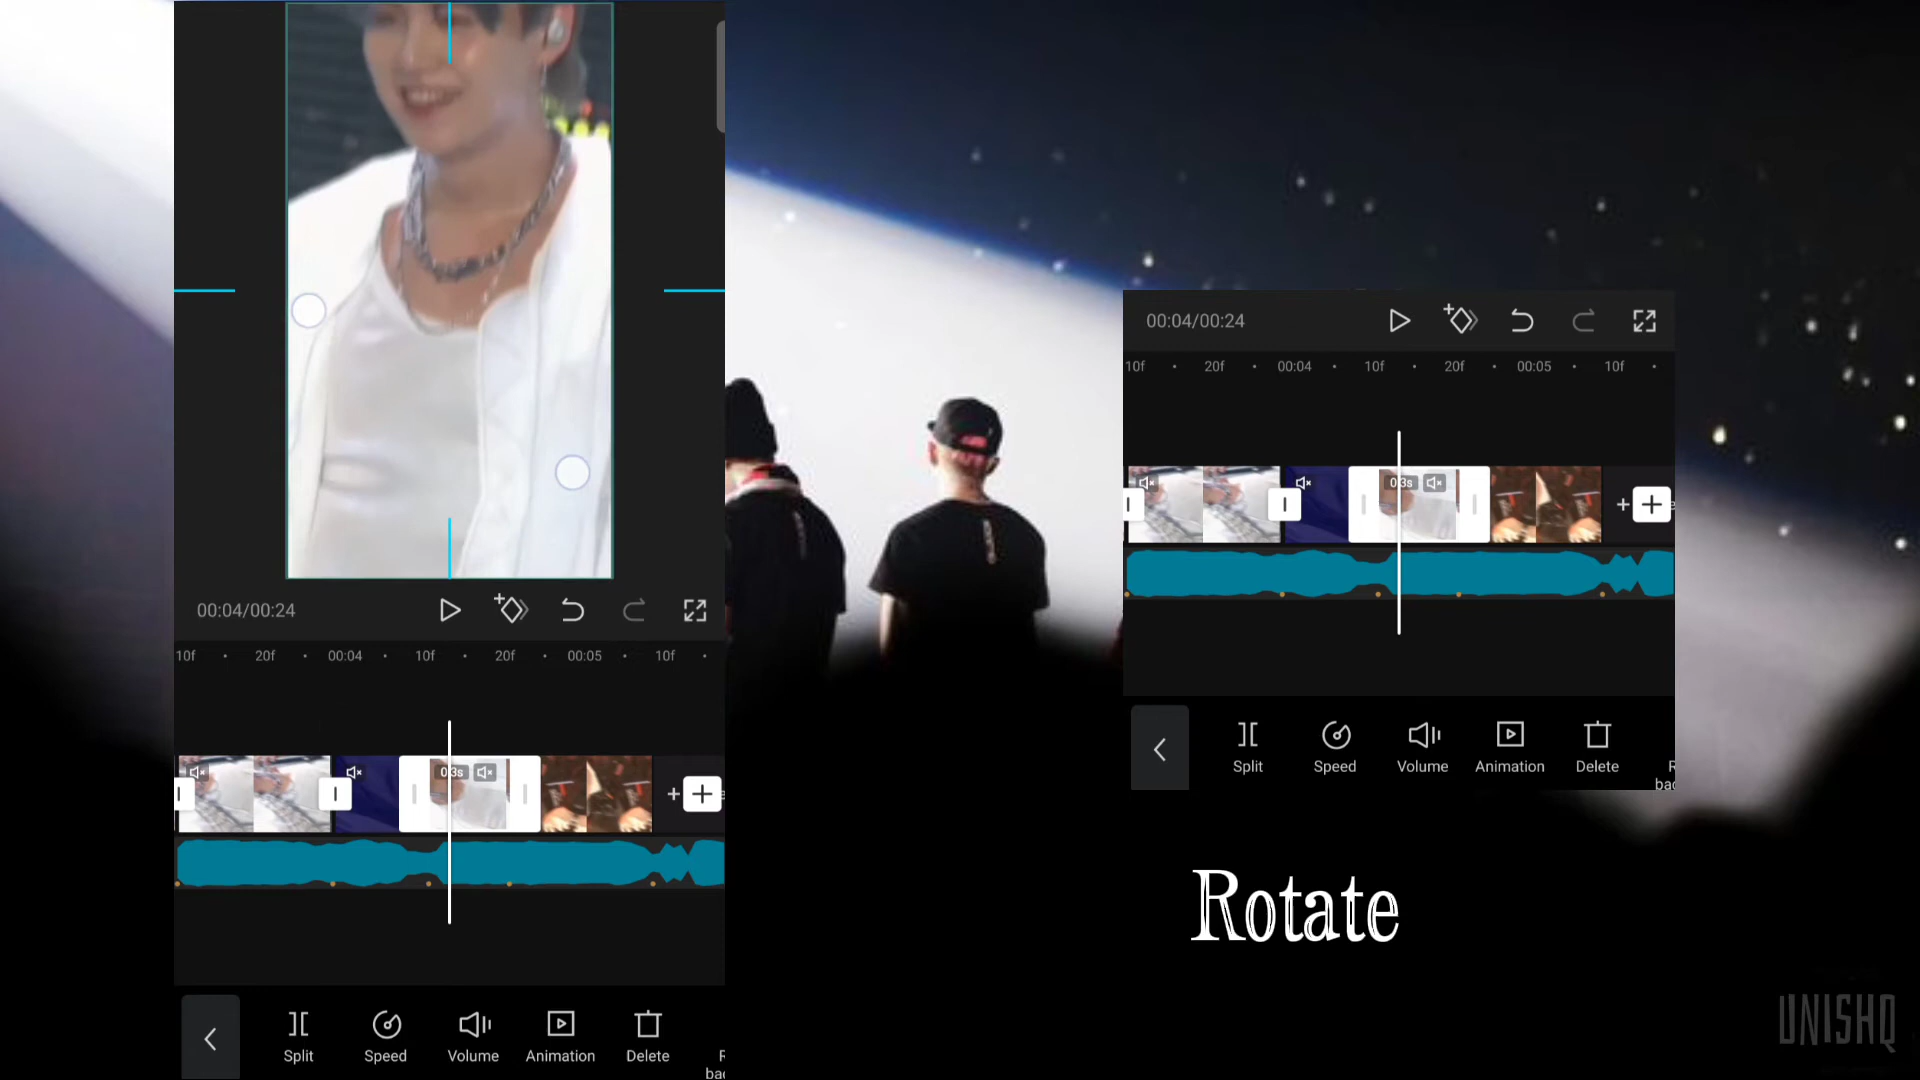 00:04/00:24
10f 20f 00:04 10f 20f 00:05 10f
0.3s
+
Split Speed Volume Animation Delete
00:04/00:24
10f 20f 00:04 10f 20f 00:05 10f
0.3s
+
Split Speed Volume Animation Delete
Rotate
UNISHQ